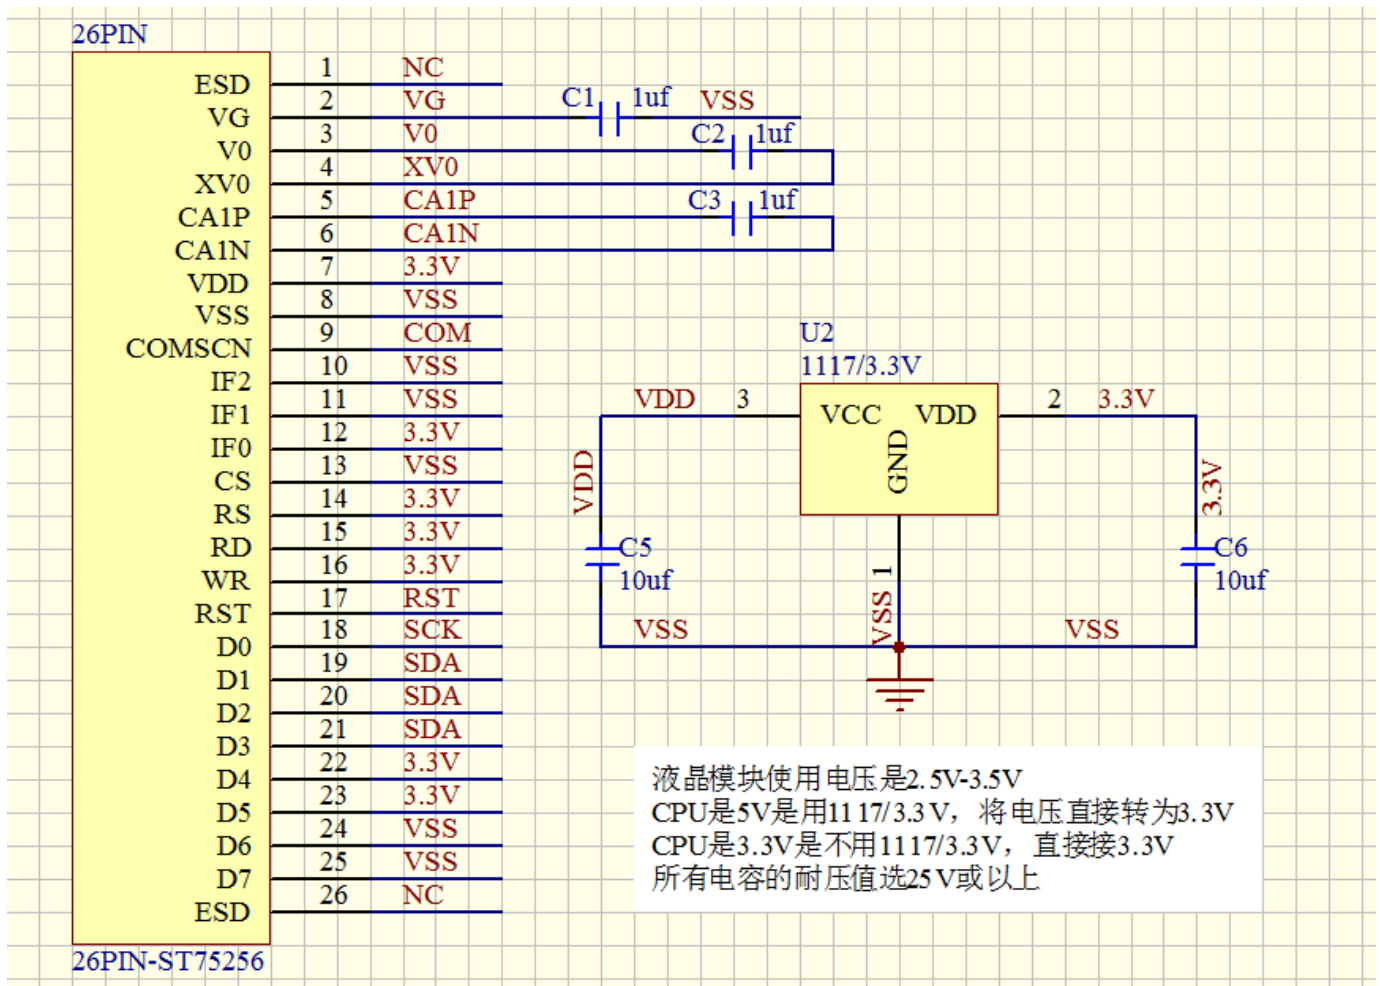 26PIN
ESD 1 NC
VG 2 VG
C1 1uf VSS
V0 3 V0
C2 1uf
XV0 4 XV0
CA1P 5 CA1P
C3 1uf
CA1N 6 CA1N
VDD 7 3.3V
VSS 8 VSS
COMSCN 9 COM
IF2 10 VSS
IF1 11 VSS
IF0 12 3.3V
CS 13 VSS
RS 14 3.3V
RD 15 3.3V
WR 16 3.3V
RST 17 RST
D0 18 SCK
D1 19 SDA
D2 20 SDA
D3 21 SDA
D4 22 3.3V
D5 23 3.3V
D6 24 VSS
D7 25 VSS
ESD 26 NC
26PIN-ST75256
U2
1117/3.3V
VDD 3 VCC VDD 2 3.3V
GND
VDD
3.3V
C5
10uf
C6
10uf
VSS 1
VSS
VSS
液晶模块使用电压是2.5V-3.5V
CPU是5V是用1117/3.3V，将电压直接转为3.3V
CPU是3.3V是不用1117/3.3V，直接接3.3V
所有电容的耐压值选25V或以上